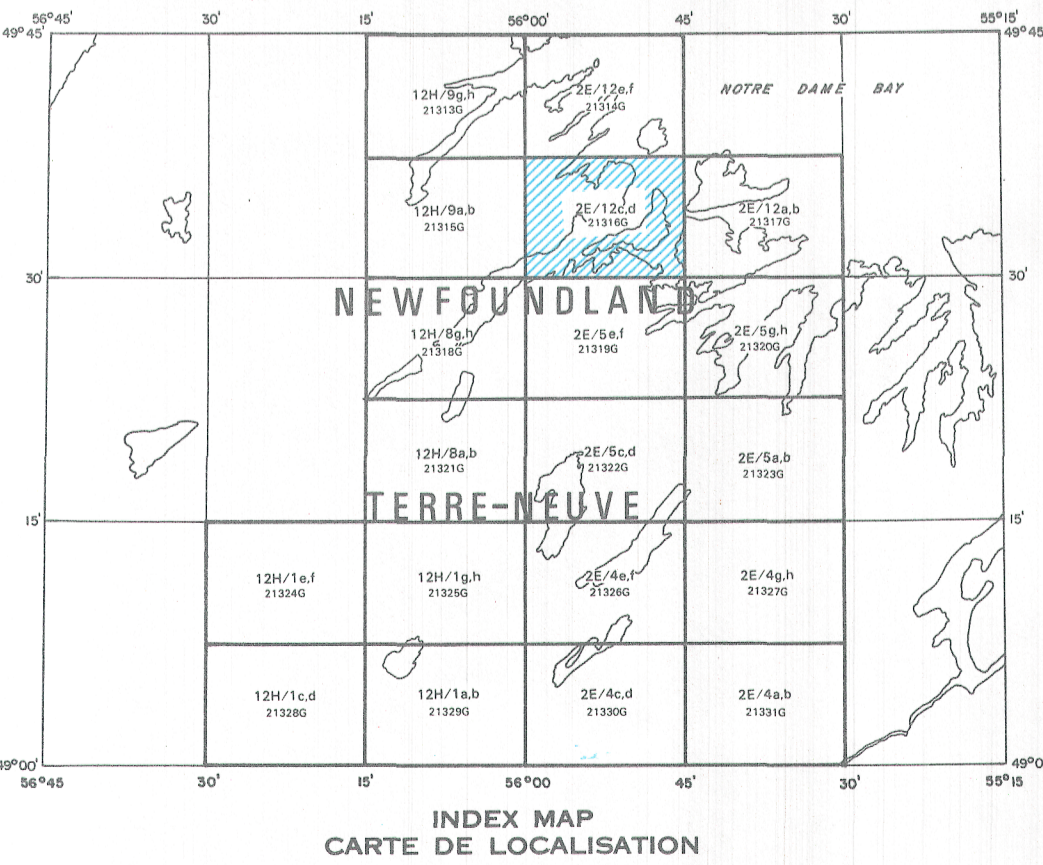 56°45' 30' 15' 56°00' 45' 30' 55°15'
49°45' 49°45'
NOTRE DAME BAY
12H/9g,h 2E/12e,f
21313G 21314G
12H/9a,b 2E/12c,d 2E/12a,b
21315G 21316G 21317G
30' 30'
NEWFOUNDLAND
12H/8g,h 2E/5e,f 2E/5g,h
21318G 21319G 21320G
12H/8a,b 2E/5c,d 2E/5a,b
21321G 21322G 21323G
TERRE-NEUVE
15' 15'
12H/1e,f 12H/1g,h 2E/4e,f 2E/4g,h
21324G 21325G 21326G 21327G
12H/1c,d 12H/1a,b 2E/4c,d 2E/4a,b
21328G 21329G 21330G 21331G
49°00' 49°0
56°45' 30' 15' 56°00' 45' 30' 55°15'
INDEX MAP
CARTE DE LOCALISATION